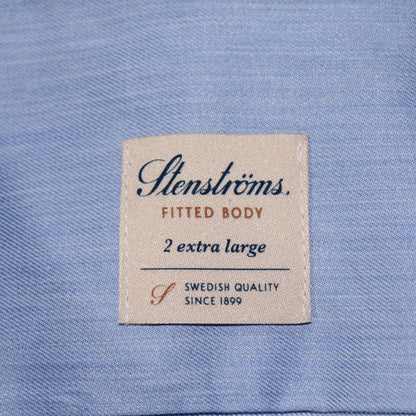 Stenströms.
FITTED BODY
2 extra large
S SWEDISH QUALITY
SINCE 1899